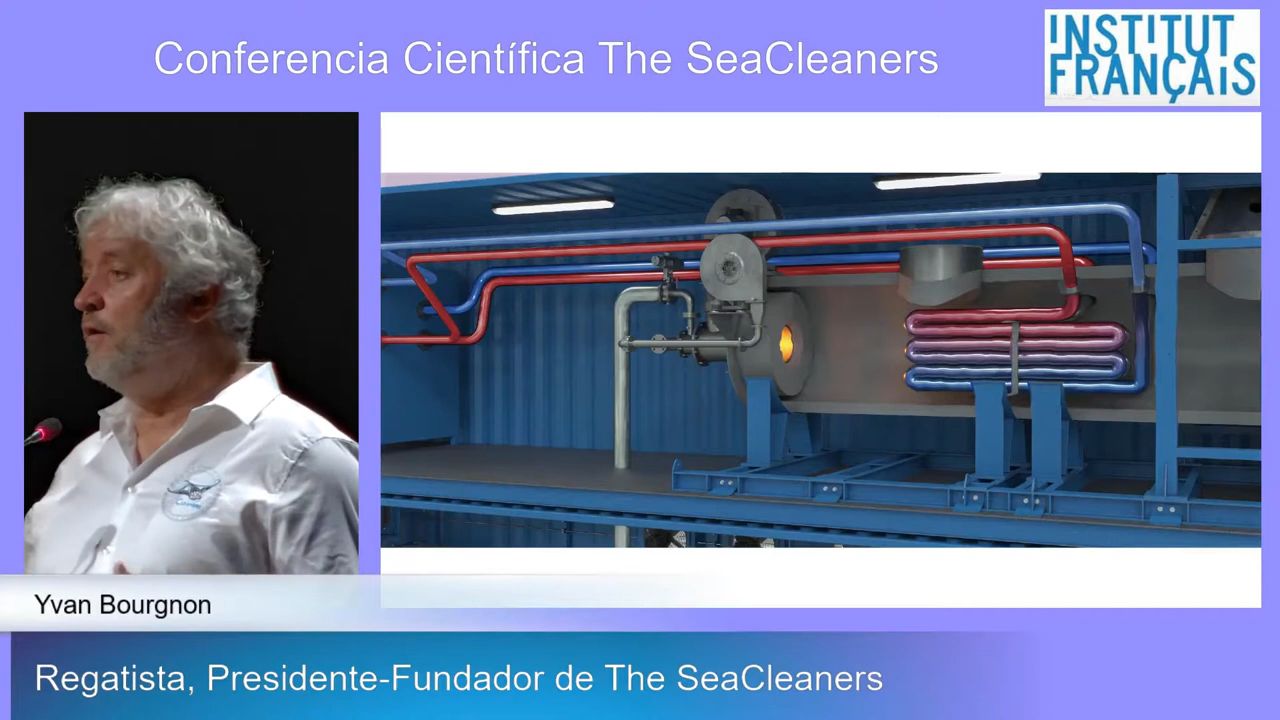 Conferencia Científica The SeaCleaners
INSTITUT
FRANÇAIS
Yvan Bourgnon
Regatista, Presidente-Fundador de The SeaCleaners